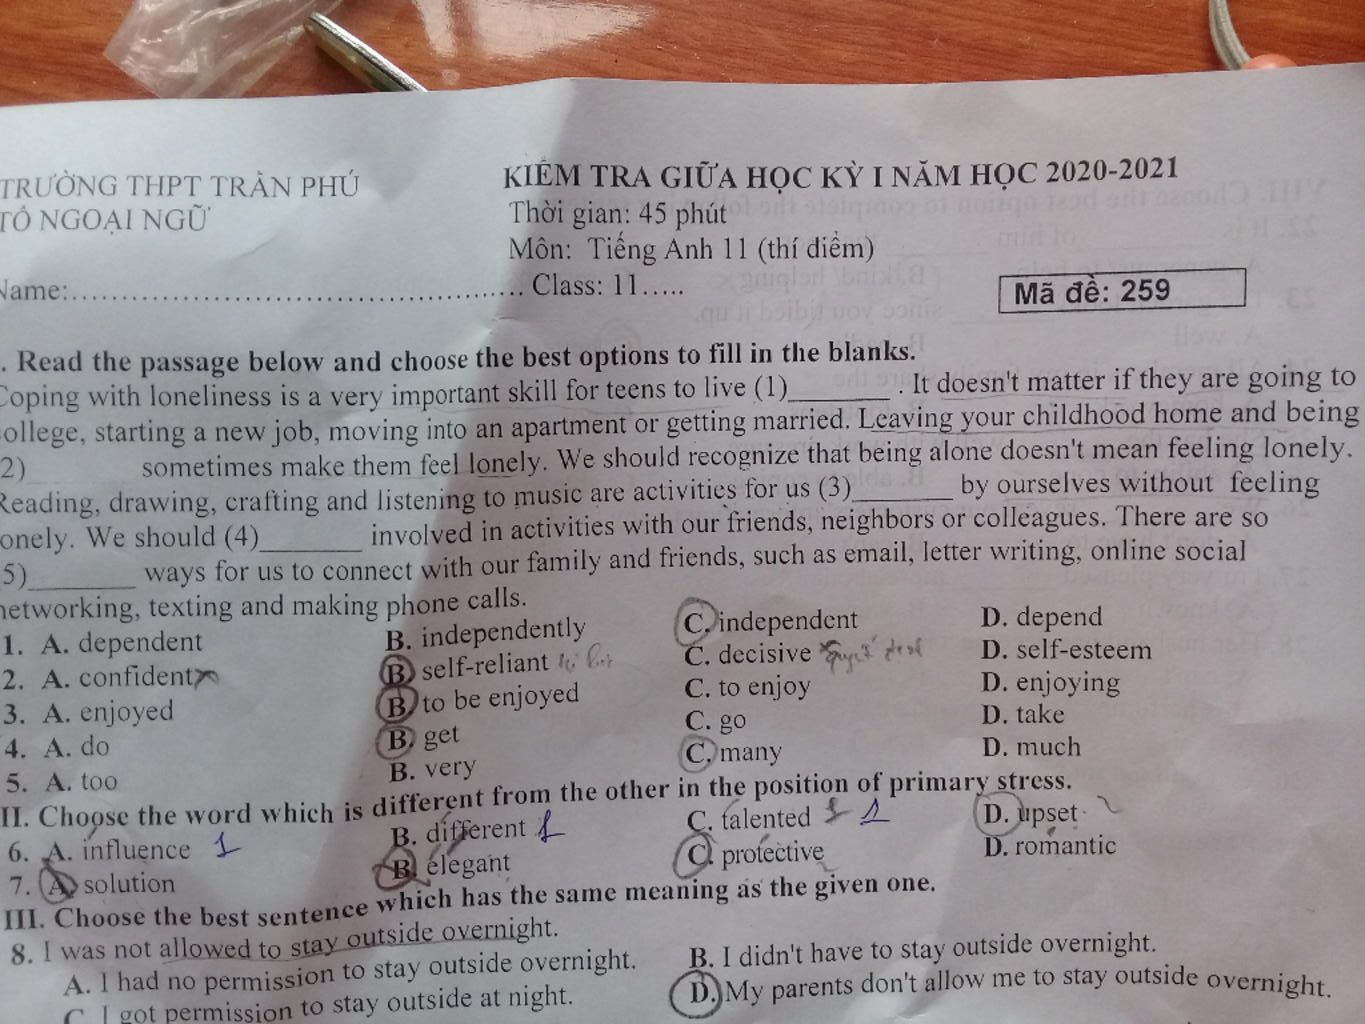 TRƯỜNG THPT TRẦN PHÚ
TỔ NGOẠI NGỮ
KIỂM TRA GIỮA HỌC KỲ I NĂM HỌC 2020-2021
Thời gian: 45 phút
Môn: Tiếng Anh 11 (thí điểm)
Name:.................................................. Class: 11.....
Mã đề: 259
. Read the passage below and choose the best options to fill in the blanks.
Coping with loneliness is a very important skill for teens to live (1)________ . It doesn't matter if they are going to
college, starting a new job, moving into an apartment or getting married. Leaving your childhood home and being
2)________ sometimes make them feel lonely. We should recognize that being alone doesn't mean feeling lonely.
Reading, drawing, crafting and listening to music are activities for us (3)________ by ourselves without feeling
onely. We should (4)________ involved in activities with our friends, neighbors or colleagues. There are so
5)________ ways for us to connect with our family and friends, such as email, letter writing, online social
networking, texting and making phone calls.
1. A. dependent B. independently C. independent D. depend
2. A. confident B. self-reliant C. decisive D. self-esteem
3. A. enjoyed B. to be enjoyed C. to enjoy D. enjoying
4. A. do B. get C. go D. take
5. A. too B. very C. many D. much
II. Choose the word which is different from the other in the position of primary stress.
6. A. influence 1 B. different 1 C. talented 1 D. upset
7. A. solution B. elegant C. protective D. romantic
III. Choose the best sentence which has the same meaning as the given one.
8. I was not allowed to stay outside overnight.
A. I had no permission to stay outside overnight. B. I didn't have to stay outside overnight.
C. I got permission to stay outside at night. D. My parents don't allow me to stay outside overnight.